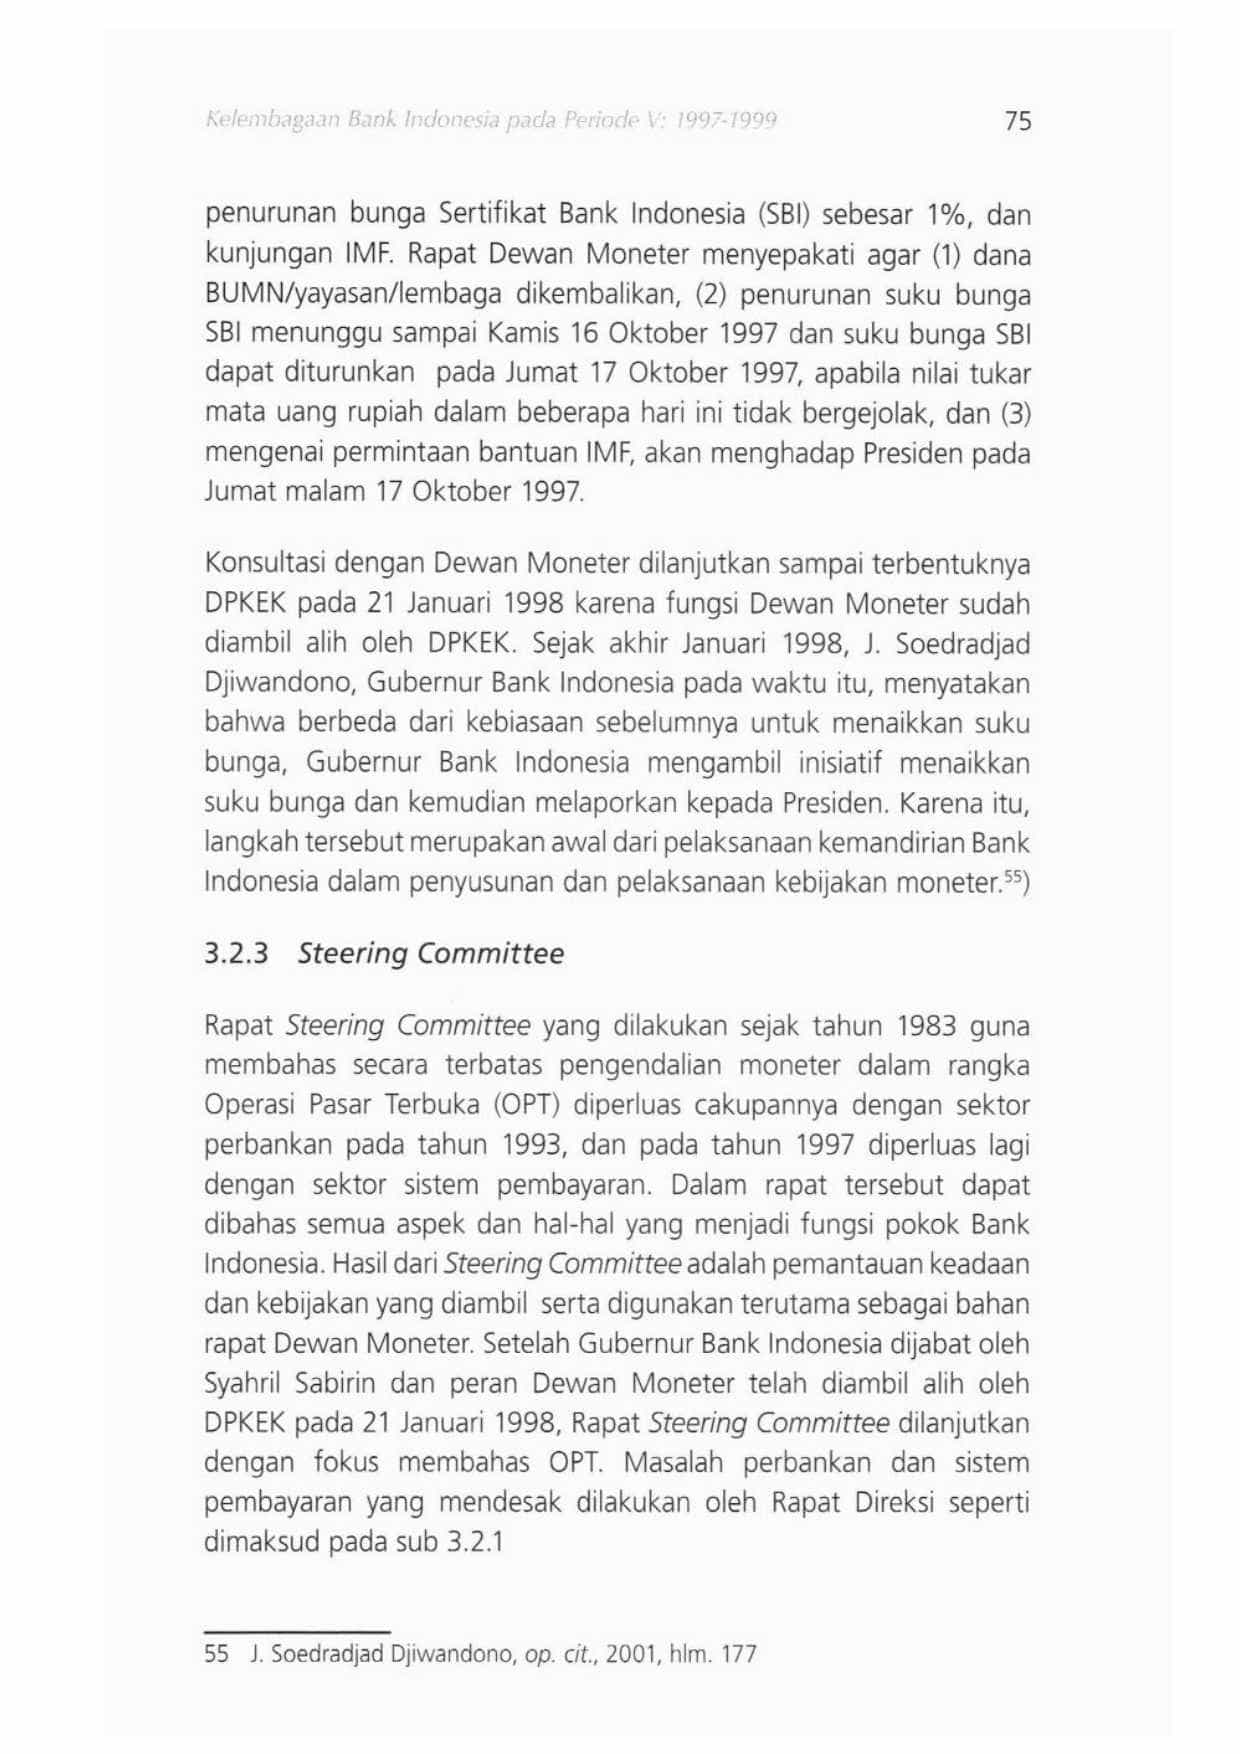 Kelembagaan Bank Indonesia pada Periode V: 1997-1999 75
penurunan bunga Sertifikat Bank Indonesia (SBI) sebesar 1%, dan
kunjungan IMF. Rapat Dewan Moneter menyepakati agar (1) dana
BUMN/yayasan/lembaga dikembalikan, (2) penurunan suku bunga
SBI menunggu sampai Kamis 16 Oktober 1997 dan suku bunga SBI
dapat diturunkan pada Jumat 17 Oktober 1997, apabila nilai tukar
mata uang rupiah dalam beberapa hari ini tidak bergejolak, dan (3)
mengenai permintaan bantuan IMF, akan menghadap Presiden pada
Jumat malam 17 Oktober 1997.
Konsultasi dengan Dewan Moneter dilanjutkan sampai terbentuknya
DPKEK pada 21 Januari 1998 karena fungsi Dewan Moneter sudah
diambil alih oleh DPKEK. Sejak akhir Januari 1998, J. Soedradjad
Djiwandono, Gubernur Bank Indonesia pada waktu itu, menyatakan
bahwa berbeda dari kebiasaan sebelumnya untuk menaikkan suku
bunga, Gubernur Bank Indonesia mengambil inisiatif menaikkan
suku bunga dan kemudian melaporkan kepada Presiden. Karena itu,
langkah tersebut merupakan awal dari pelaksanaan kemandirian Bank
Indonesia dalam penyusunan dan pelaksanaan kebijakan moneter.⁵⁵)
3.2.3 Steering Committee
Rapat Steering Committee yang dilakukan sejak tahun 1983 guna
membahas secara terbatas pengendalian moneter dalam rangka
Operasi Pasar Terbuka (OPT) diperluas cakupannya dengan sektor
perbankan pada tahun 1993, dan pada tahun 1997 diperluas lagi
dengan sektor sistem pembayaran. Dalam rapat tersebut dapat
dibahas semua aspek dan hal-hal yang menjadi fungsi pokok Bank
Indonesia. Hasil dari Steering Committee adalah pemantauan keadaan
dan kebijakan yang diambil serta digunakan terutama sebagai bahan
rapat Dewan Moneter. Setelah Gubernur Bank Indonesia dijabat oleh
Syahril Sabirin dan peran Dewan Moneter telah diambil alih oleh
DPKEK pada 21 Januari 1998, Rapat Steering Committee dilanjutkan
dengan fokus membahas OPT. Masalah perbankan dan sistem
pembayaran yang mendesak dilakukan oleh Rapat Direksi seperti
dimaksud pada sub 3.2.1
55 J. Soedradjad Djiwandono, op. cit., 2001, hlm. 177